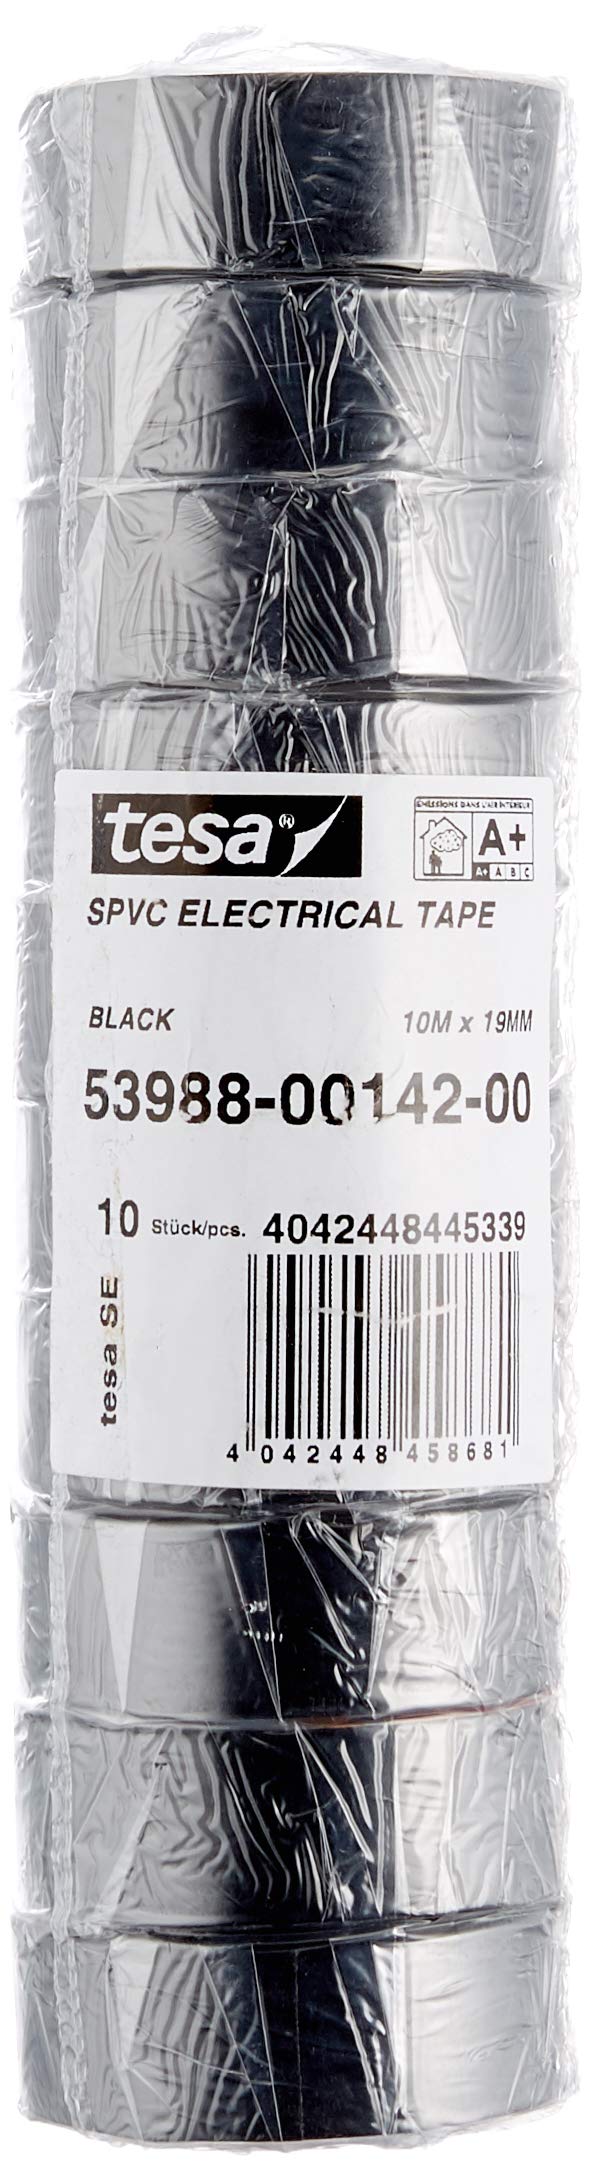 tesa®
ÉMISSIONS DANS L'AIR INTÉRIEUR
A+
A+ A B C
SPVC ELECTRICAL TAPE
BLACK 10M x 19MM
53988-00142-00
10 Stück/pcs. 4042448445339
tesa SE
4 042448 458681